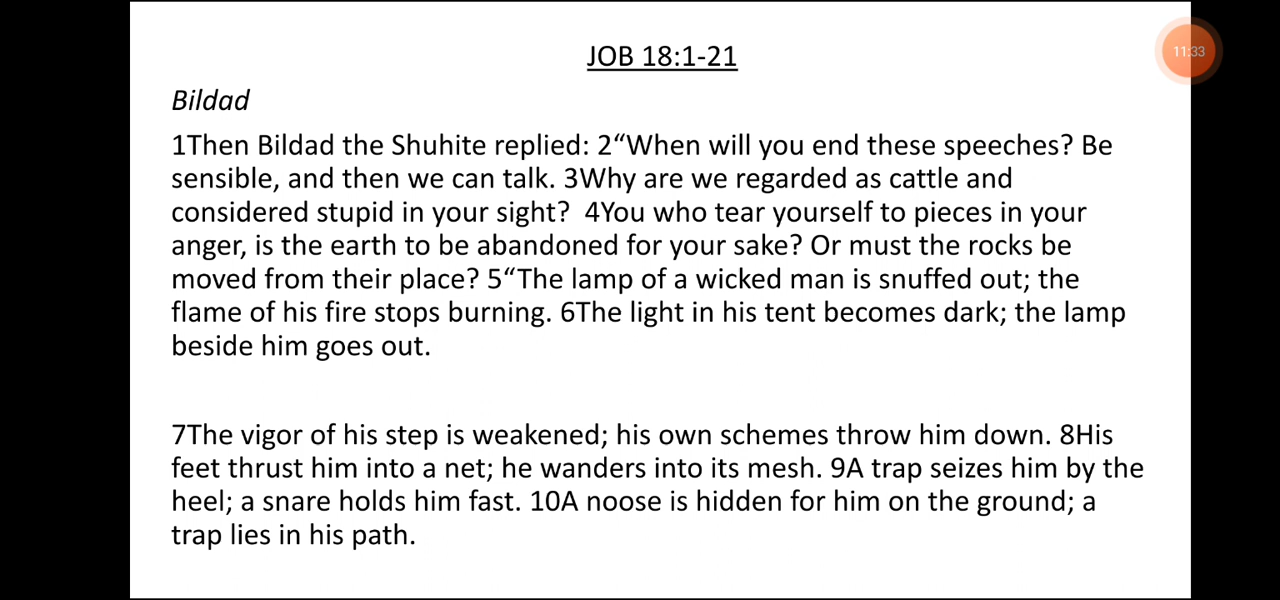 JOB 18:1-21
11:33
Bildad
1Then Bildad the Shuhite replied: 2“When will you end these speeches? Be
sensible, and then we can talk. 3Why are we regarded as cattle and
considered stupid in your sight?  4You who tear yourself to pieces in your
anger, is the earth to be abandoned for your sake? Or must the rocks be
moved from their place? 5“The lamp of a wicked man is snuffed out; the
flame of his fire stops burning. 6The light in his tent becomes dark; the lamp
beside him goes out.
7The vigor of his step is weakened; his own schemes throw him down. 8His
feet thrust him into a net; he wanders into its mesh. 9A trap seizes him by the
heel; a snare holds him fast. 10A noose is hidden for him on the ground; a
trap lies in his path.